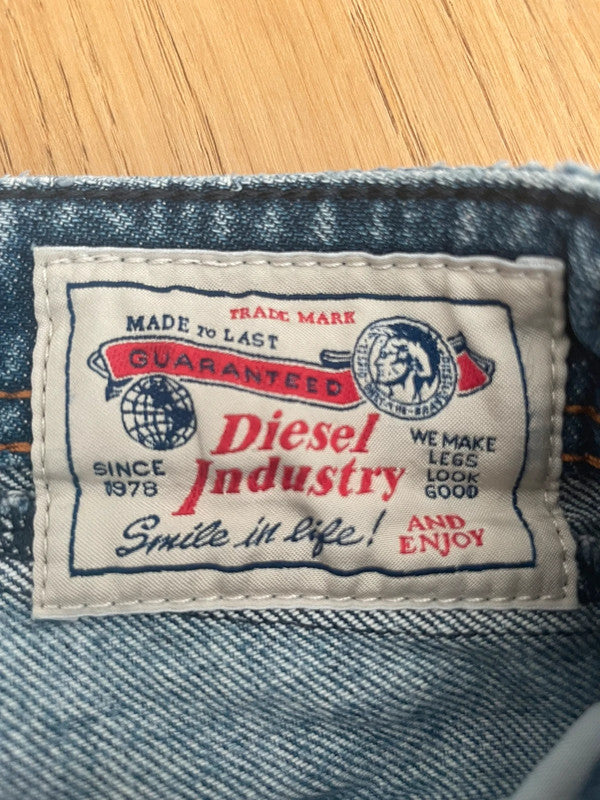 TRADE MARK
MADE TO LAST
GUARANTEED
Diesel
Industry
SINCE
1978
WE MAKE
LEGS
LOOK
GOOD
Smile in life!
AND
ENJOY